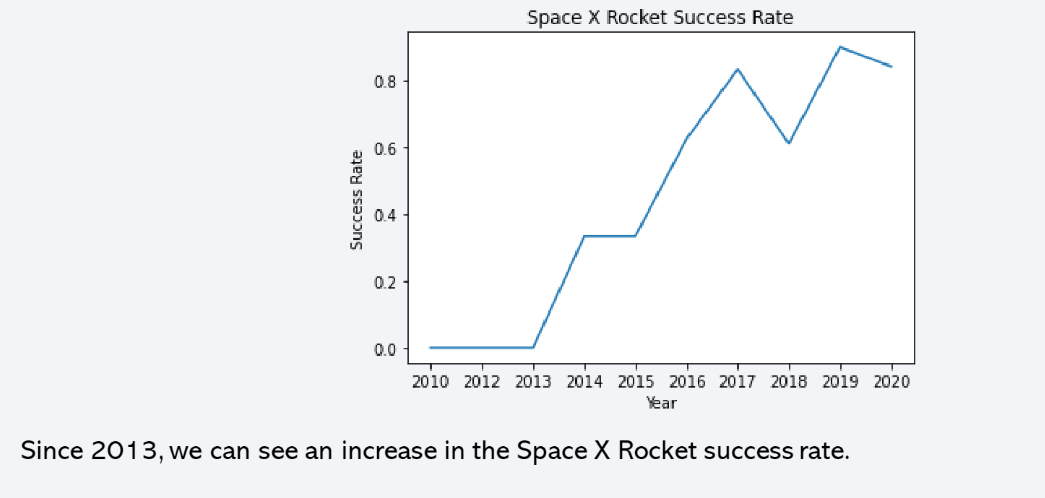 Space X Rocket Success Rate
0.8
0.6
0.4
0.2
0.0
Success Rate
2010 2012 2013 2014 2015 2016 2017 2018 2019 2020
Year
Since 2013, we can see an increase in the Space X Rocket success rate.